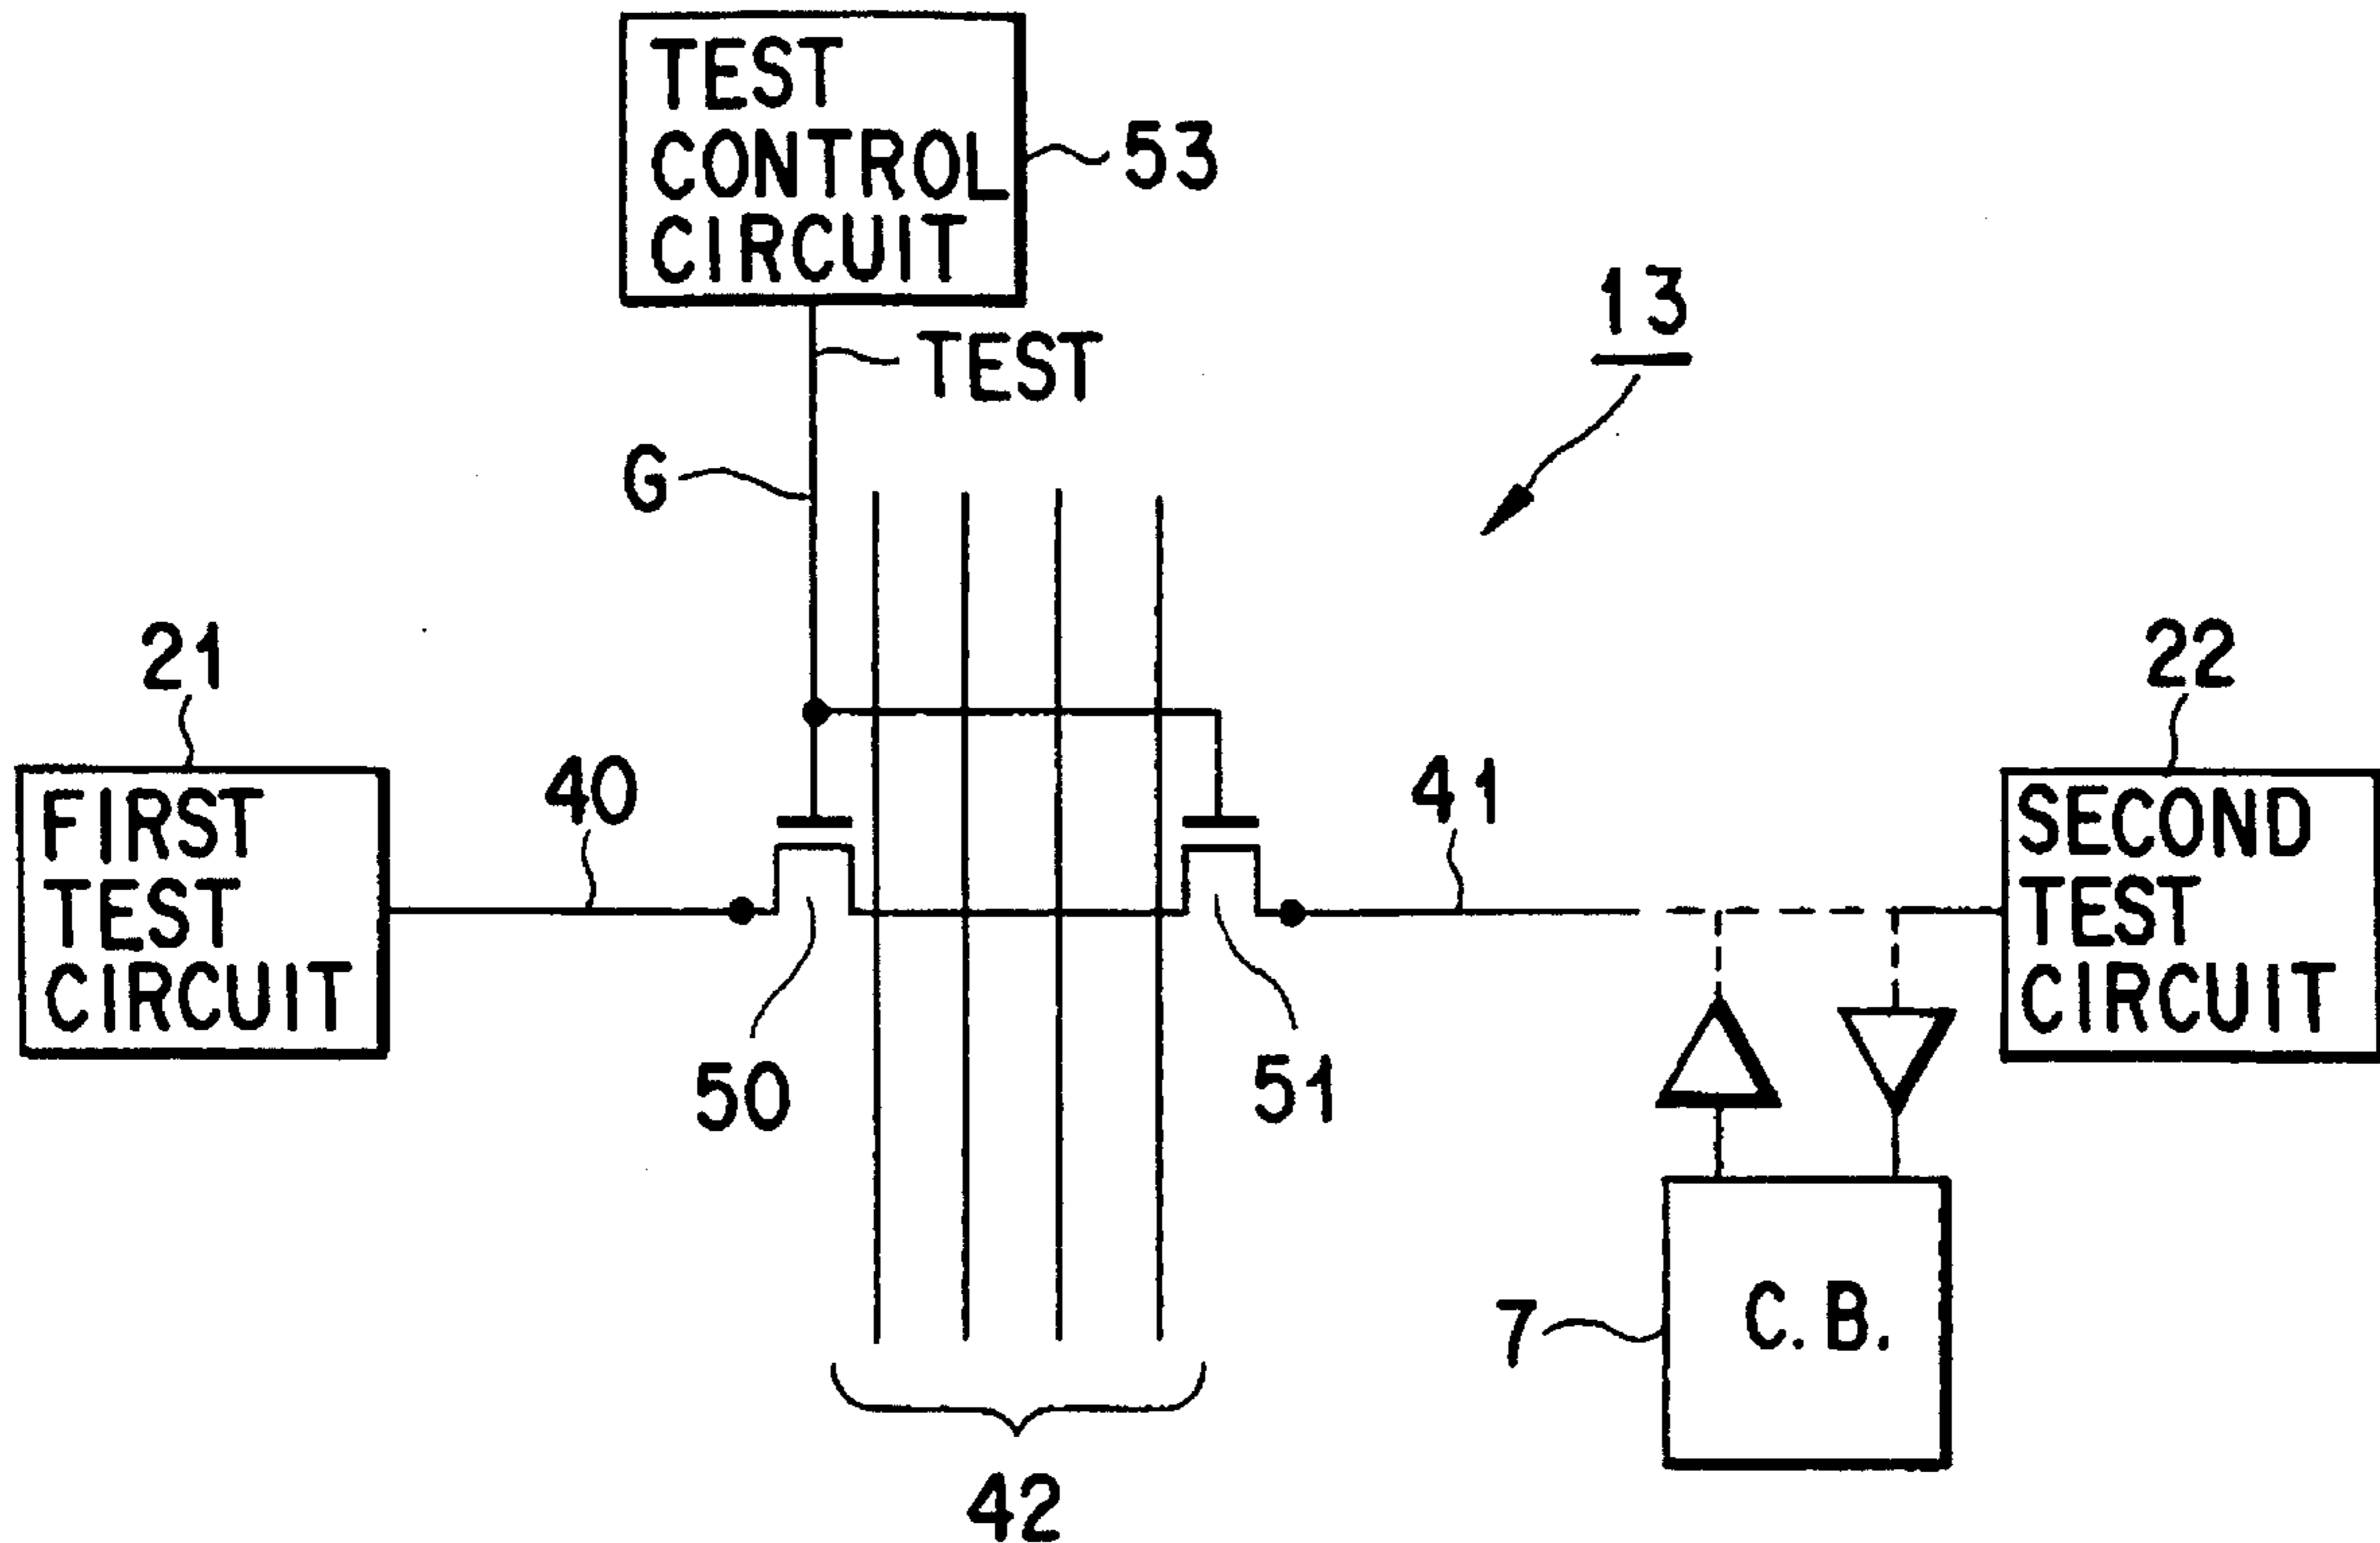 TEST
CONTROL
CIRCUIT
53
TEST
13
G
21
22
40
41
FIRST
TEST
CIRCUIT
SECOND
TEST
CIRCUIT
50
51
7
C.B.
42